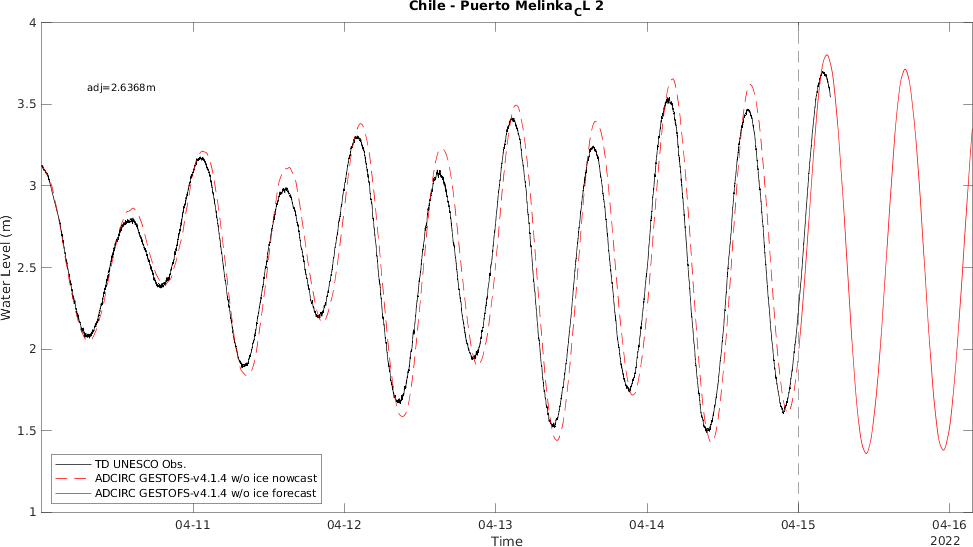 Chile - Puerto Melinka_CL 2
4
3.5
3
2.5
2
1.5
1
Water Level (m)
adj=2.6368m
TD UNESCO Obs.
ADCIRC GESTOFS-v4.1.4 w/o ice nowcast
ADCIRC GESTOFS-v4.1.4 w/o ice forecast
04-11
04-12
04-13
04-14
04-15
04-16
Time
2022